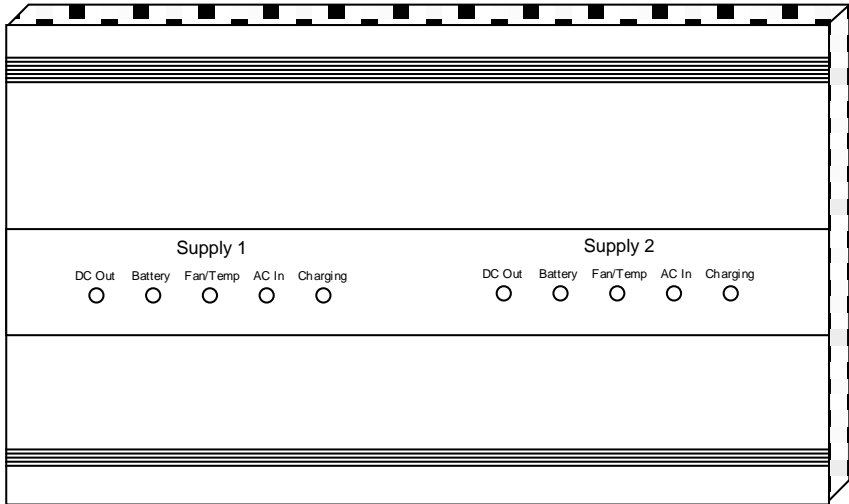 Supply 1
DC Out Battery Fan/Temp AC In Charging
Supply 2
DC Out Battery Fan/Temp AC In Charging